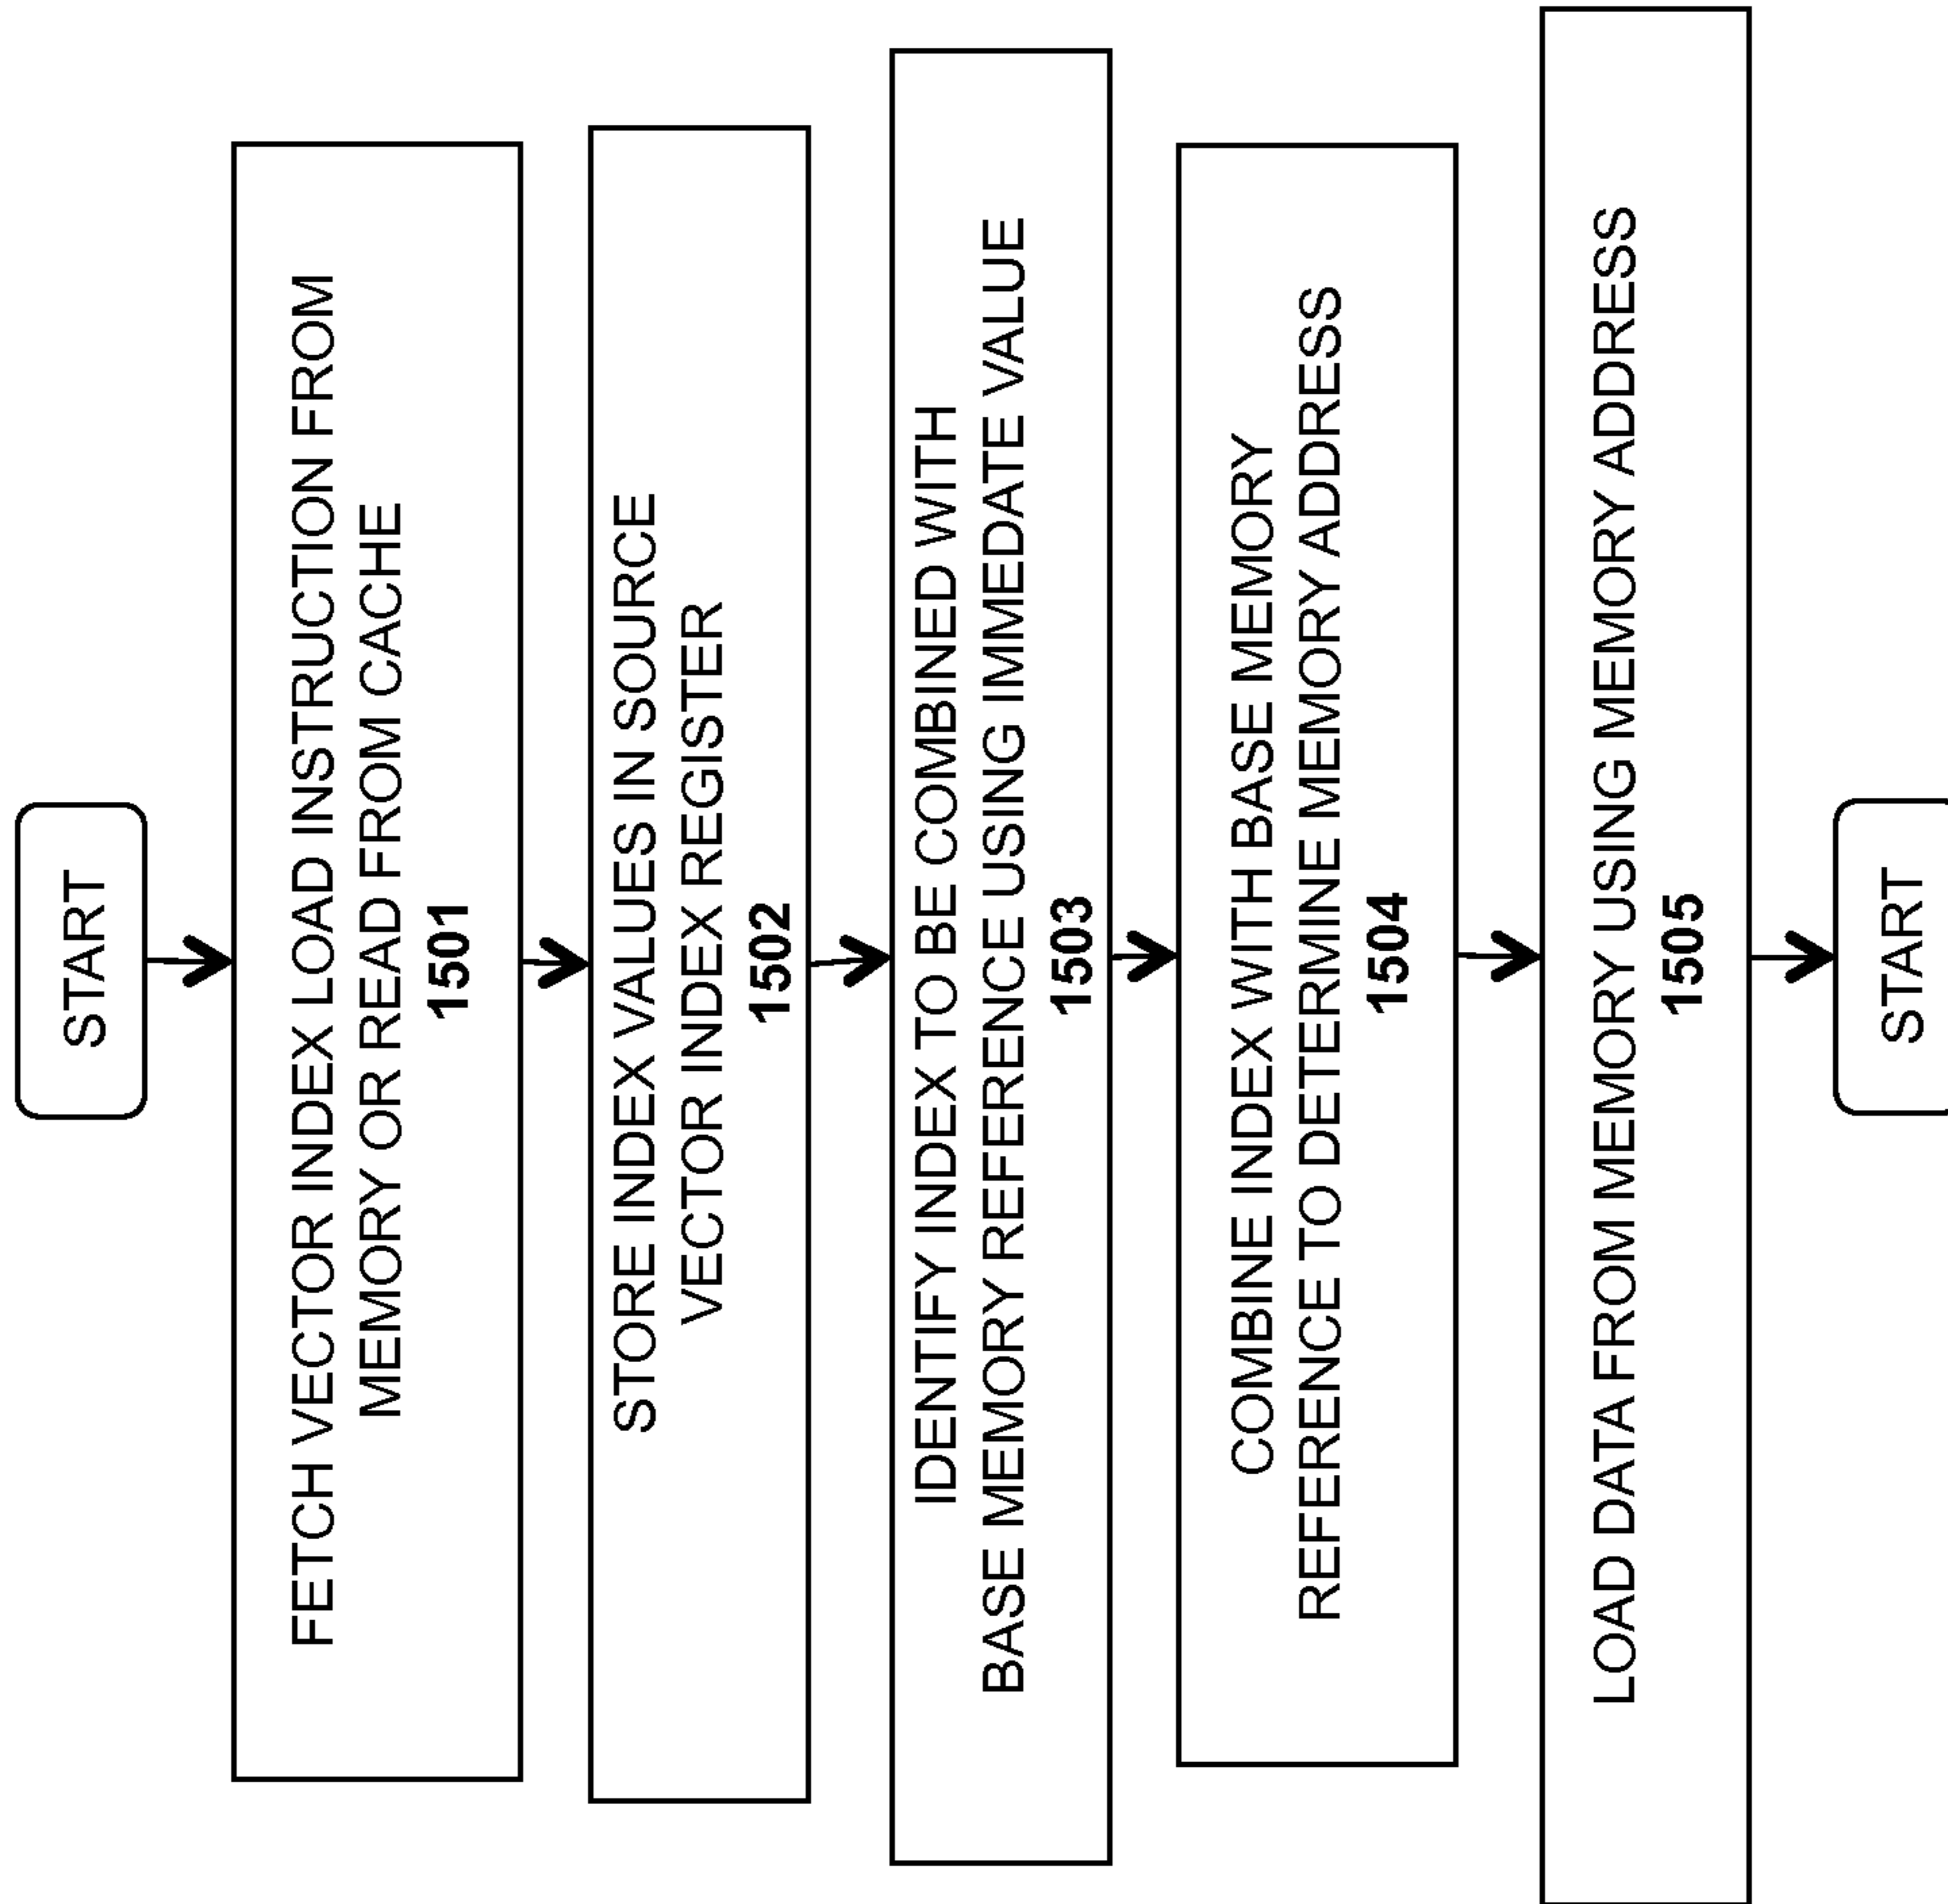 START
FETCH VECTOR INDEX LOAD INSTRUCTION FROM
MEMORY OR READ FROM CACHE
1501
STORE INDEX VALUES IN SOURCE
VECTOR INDEX REGISTER
1502
IDENTIFY INDEX TO BE COMBINED WITH
BASE MEMORY REFERENCE USING IMMEDATE VALUE
1503
COMBINE INDEX WITH BASE MEMORY
REFERENCE TO DETERMINE MEMORY ADDRESS
1504
LOAD DATA FROM MEMORY USING MEMORY ADDRESS
1505
START